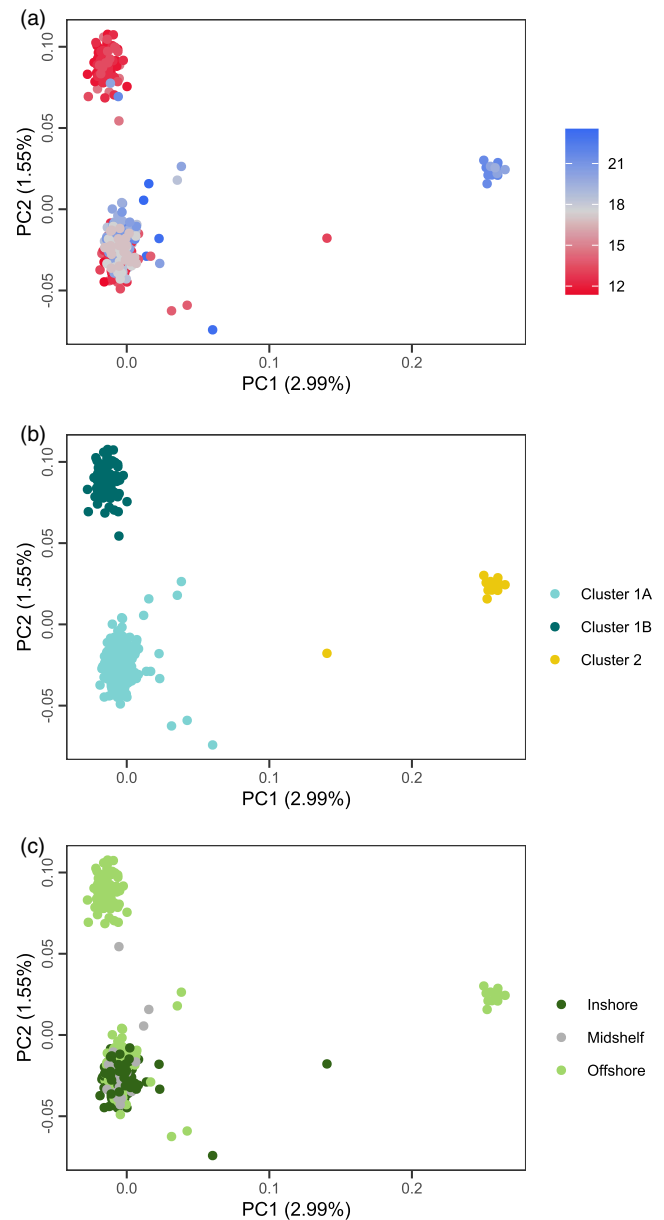 (a)
0.10
0.05
0.00
-0.05
PC2 (1.55%)
0.0
0.1
0.2
PC1 (2.99%)
21
18
15
12
(b)
0.10
0.05
0.00
-0.05
PC2 (1.55%)
0.0
0.1
0.2
PC1 (2.99%)
Cluster 1A
Cluster 1B
Cluster 2
(c)
0.10
0.05
0.00
-0.05
PC2 (1.55%)
0.0
0.1
0.2
PC1 (2.99%)
Inshore
Midshelf
Offshore